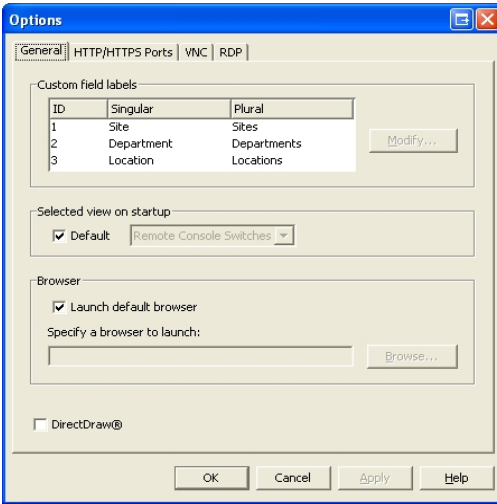 Options
General HTTP/HTTPS Ports VNC RDP
Custom field labels
ID Singular Plural
1 Site Sites
2 Department Departments
3 Location Locations
Modify...
Selected view on startup
Default Remote Console Switches
Browser
Launch default browser
Specify a browser to launch:
Browse...
DirectDraw®
OK Cancel Apply Help